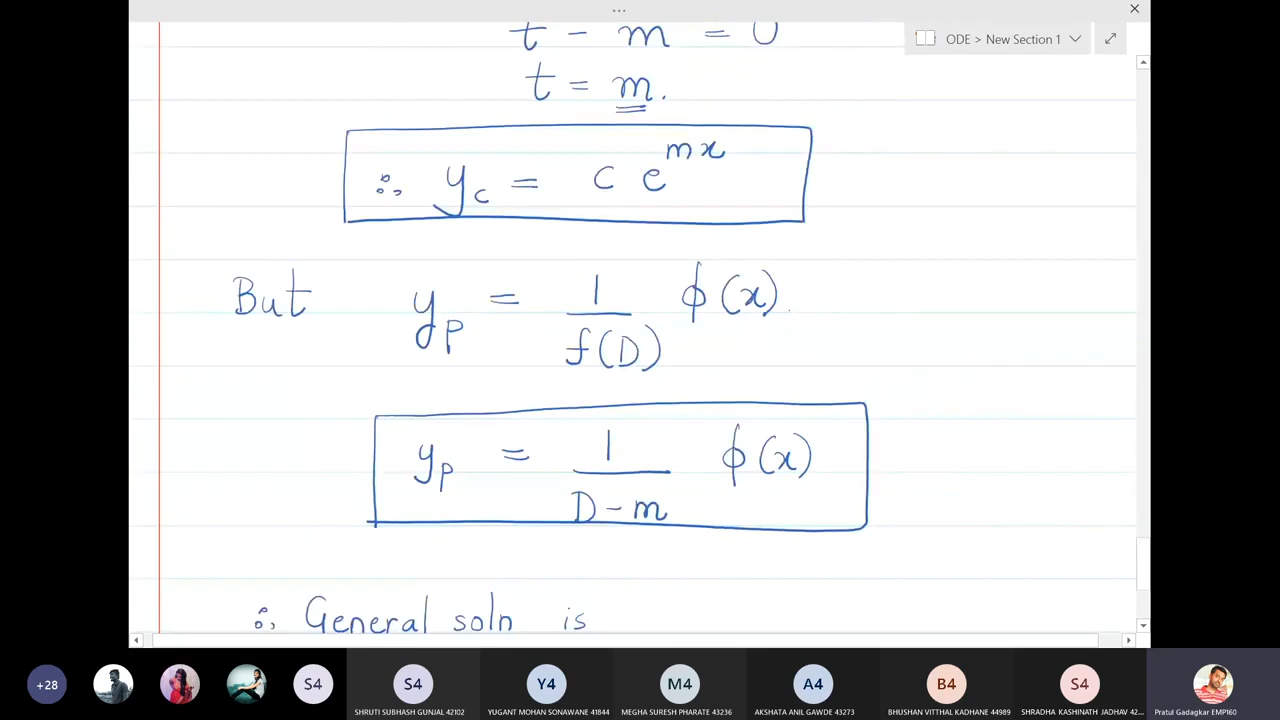 ODE > New Section 1
t - m = 0
t = m.
∴ y_c = c e^{mx}
But y_p = 1/f(D) ϕ(x).
y_p = 1/(D-m) ϕ(x)
∴ General soln is
+28
S4
S4
Y4
M4
A4
B4
S4
SHRUTI SUBHASH GUNJAL 42102
YUGANT MOHAN SONAWANE 41844
MEGHA SURESH PHARATE 43236
AKSHATA ANIL GAWDE 43273
BHUSHAN VITTHAL KADHANE 44989
SHRADHA KASHINATH JADHAV 42...
Pratul Gadagkar EMP60